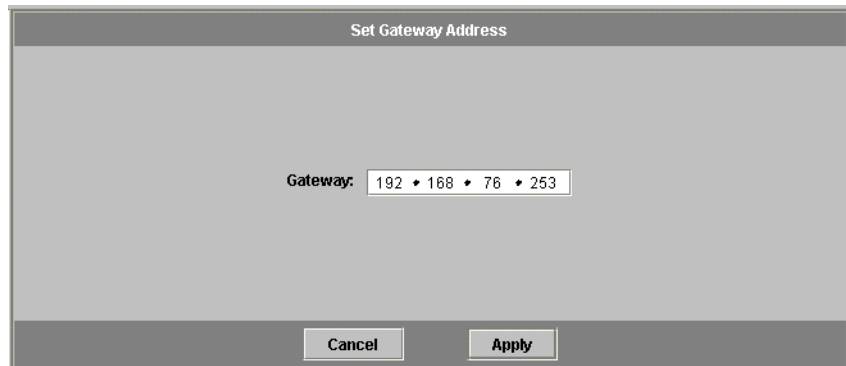 Set Gateway Address
Gateway: 192 • 168 • 76 • 253
Cancel Apply